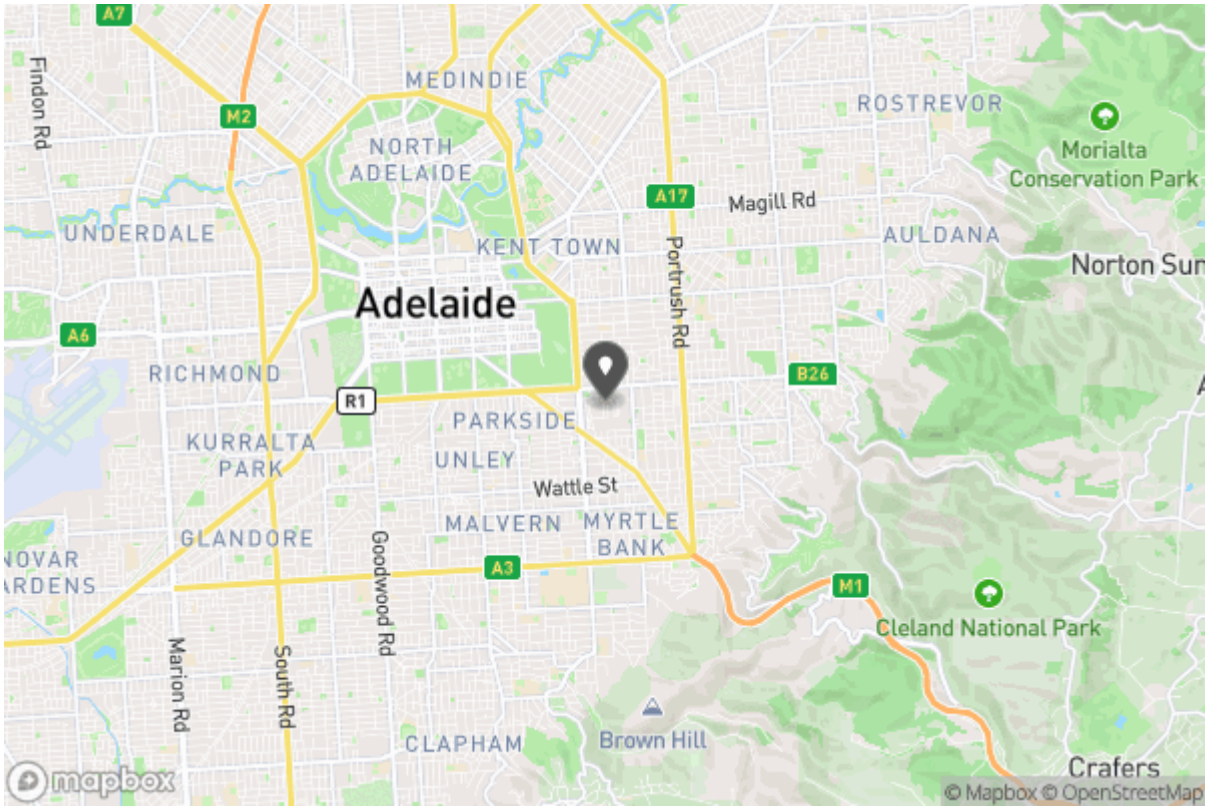 A7
Findon Rd
M2
MEDINDIE
ROSTREVOR
NORTH
ADELAIDE
Morialta
Conservation Park
A17
Magill Rd
UNDERDALE
KENT TOWN
AULDANA
Portrush Rd
Norton Sun
Adelaide
A6
RICHMOND
B26
A
R1
PARKSIDE
KURRALTA
PARK
UNLEY
Wattle St
MALVERN
MYRTLE
BANK
GLANDORE
NOVAR
ARDENS
Goodwood Rd
A3
M1
Cleland National Park
Marion Rd
South Rd
CLAPHAM
Brown Hill
Crafers
mapbox
© Mapbox © OpenStreetMap